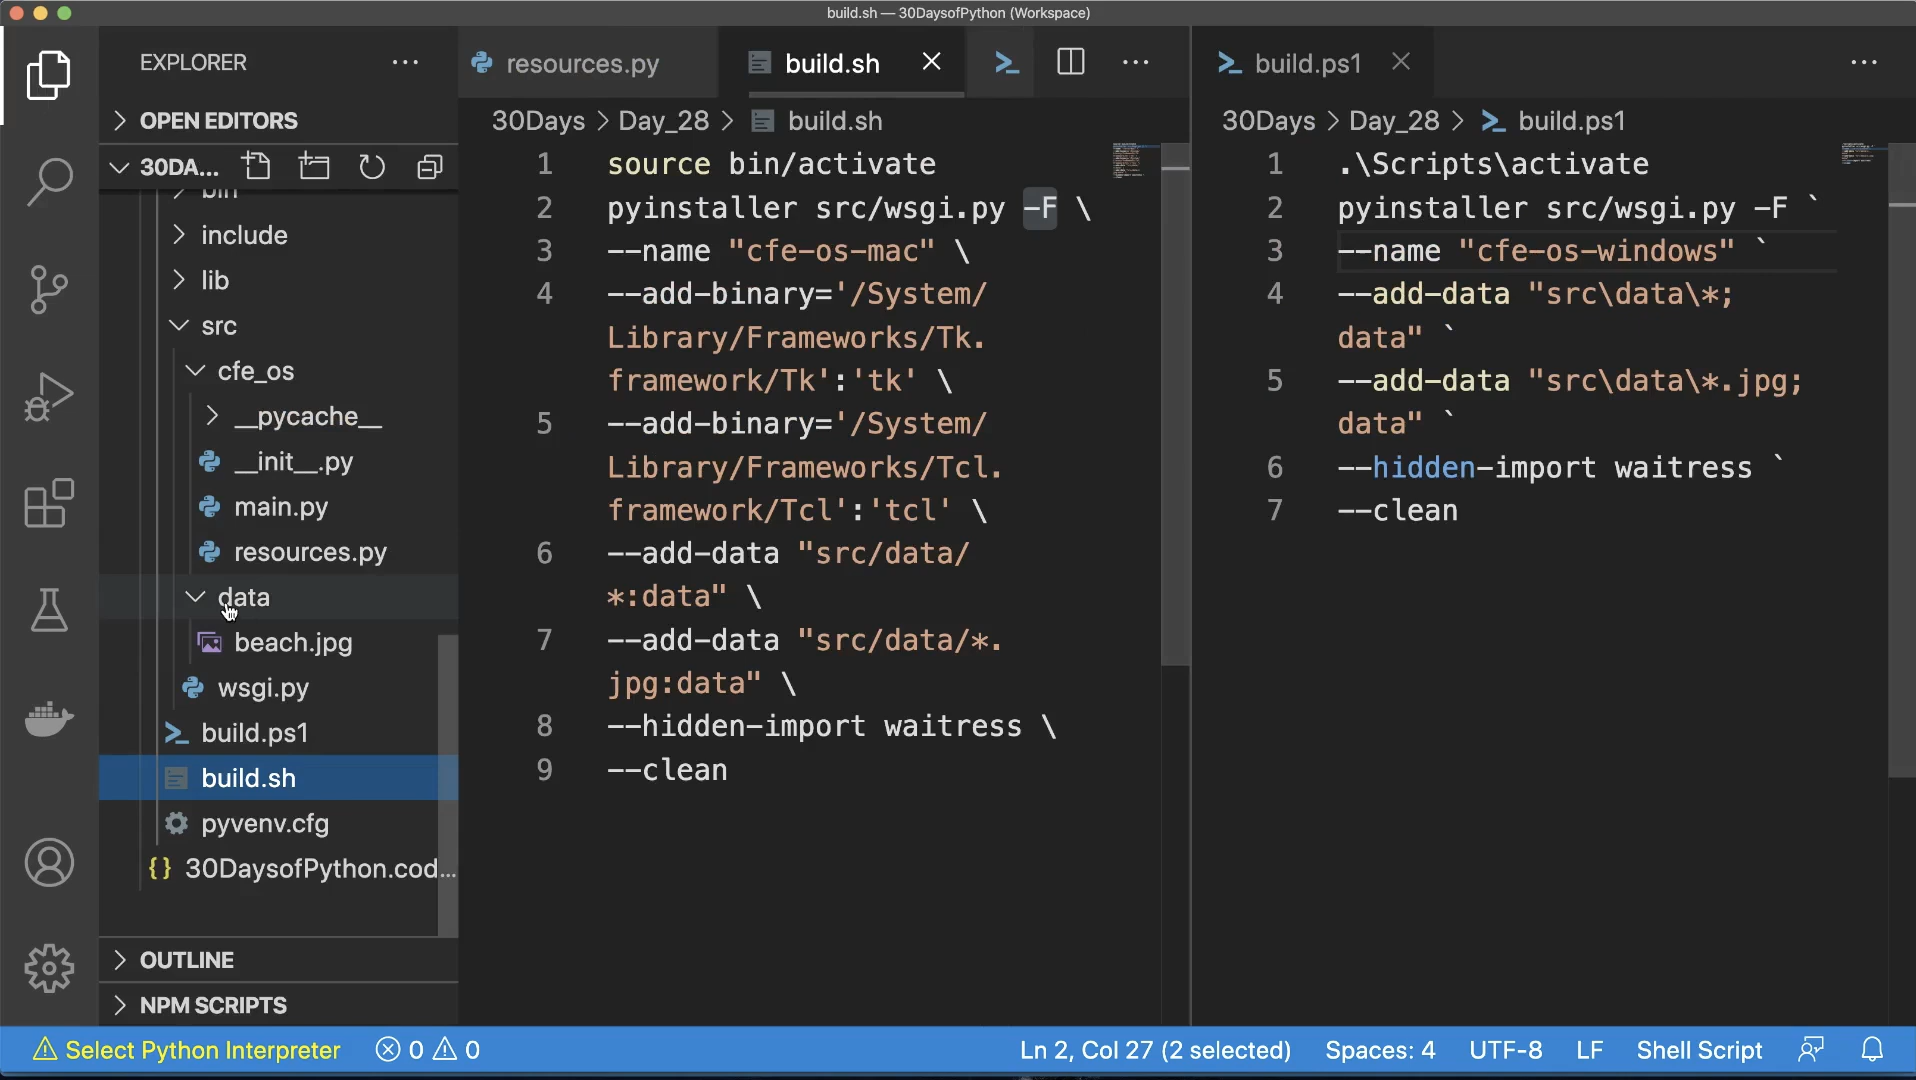 build.sh — 30DaysofPython (Workspace)
EXPLORER
OPEN EDITORS
30DA...
bin
include
lib
src
cfe_os
__pycache__
__init__.py
main.py
resources.py
data
beach.jpg
wsgi.py
build.ps1
build.sh
pyvenv.cfg
{} 30DaysofPython.cod...
OUTLINE
NPM SCRIPTS
resources.py build.sh
30Days > Day_28 > build.sh
1 source bin/activate
2 pyinstaller src/wsgi.py -F \
3 --name "cfe-os-mac" \
4 --add-binary='/System/
Library/Frameworks/Tk.
framework/Tk':'tk' \
5 --add-binary='/System/
Library/Frameworks/Tcl.
framework/Tcl':'tcl' \
6 --add-data "src/data/
*:data" \
7 --add-data "src/data/*.
jpg:data" \
8 --hidden-import waitress \
9 --clean
build.ps1
30Days > Day_28 > build.ps1
1 .\Scripts\activate
2 pyinstaller src/wsgi.py -F `
3 --name "cfe-os-windows" `
4 --add-data "src\data\*;
data" `
5 --add-data "src\data\*.jpg;
data" `
6 --hidden-import waitress `
7 --clean
Select Python Interpreter 0 0 Ln 2, Col 27 (2 selected) Spaces: 4 UTF-8 LF Shell Script